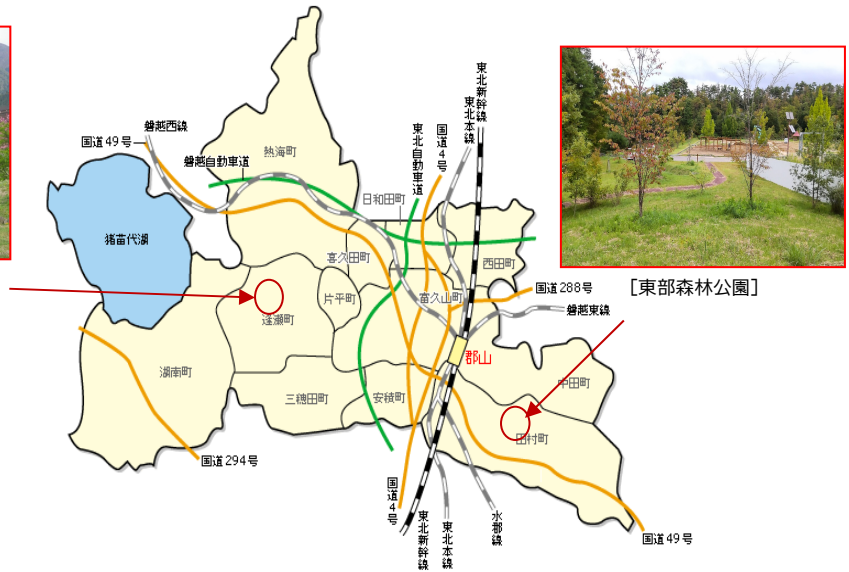 磐越西線
国道49号
磐越自動車道
熱海町
東北新幹線
東北本線
国道4号
東北自動車道
日和田町
猪苗代湖
喜久田町
西田町
片平町
富久山町
国道288号
磐越東線
[東部森林公園]
逢瀬町
郡山
湖南町
中田町
三穂田町
安積町
田村町
国道294号
国道4号
東北新幹線
東北本線
水郡線
国道49号